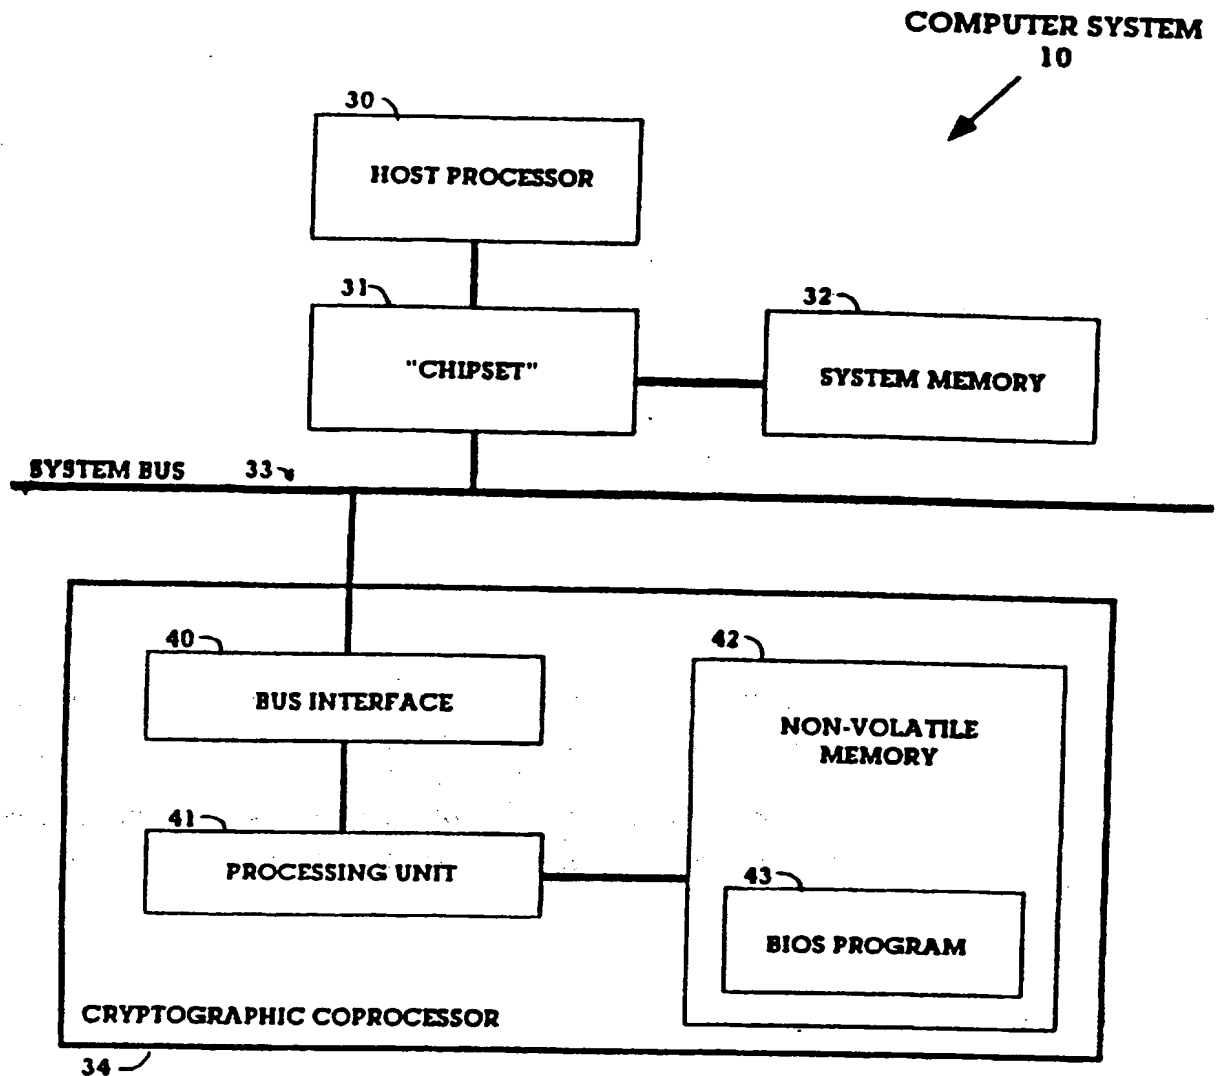 COMPUTER SYSTEM
10
30
HOST PROCESSOR
31
"CHIPSET"
32
SYSTEM MEMORY
SYSTEM BUS
33
40
BUS INTERFACE
42
NON-VOLATILE
MEMORY
41
PROCESSING UNIT
43
BIOS PROGRAM
CRYPTOGRAPHIC COPROCESSOR
34